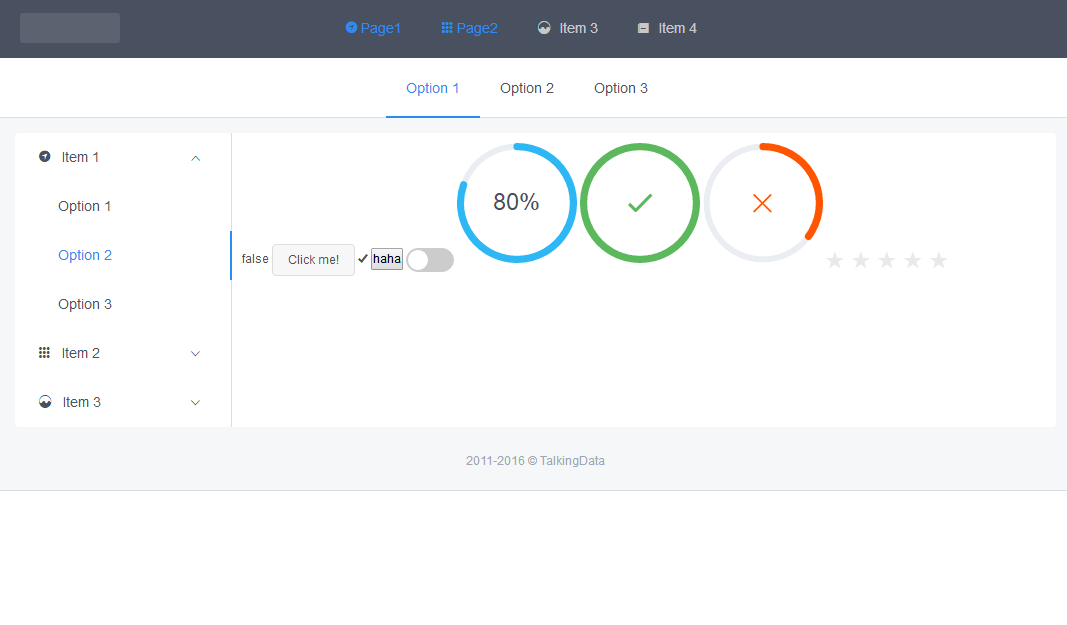 Page1 Page2 Item 3 Item 4
Option 1 Option 2 Option 3
Item 1
Option 1
Option 2
Option 3
Item 2
Item 3
80%
false Click me! haha
2011-2016 © TalkingData